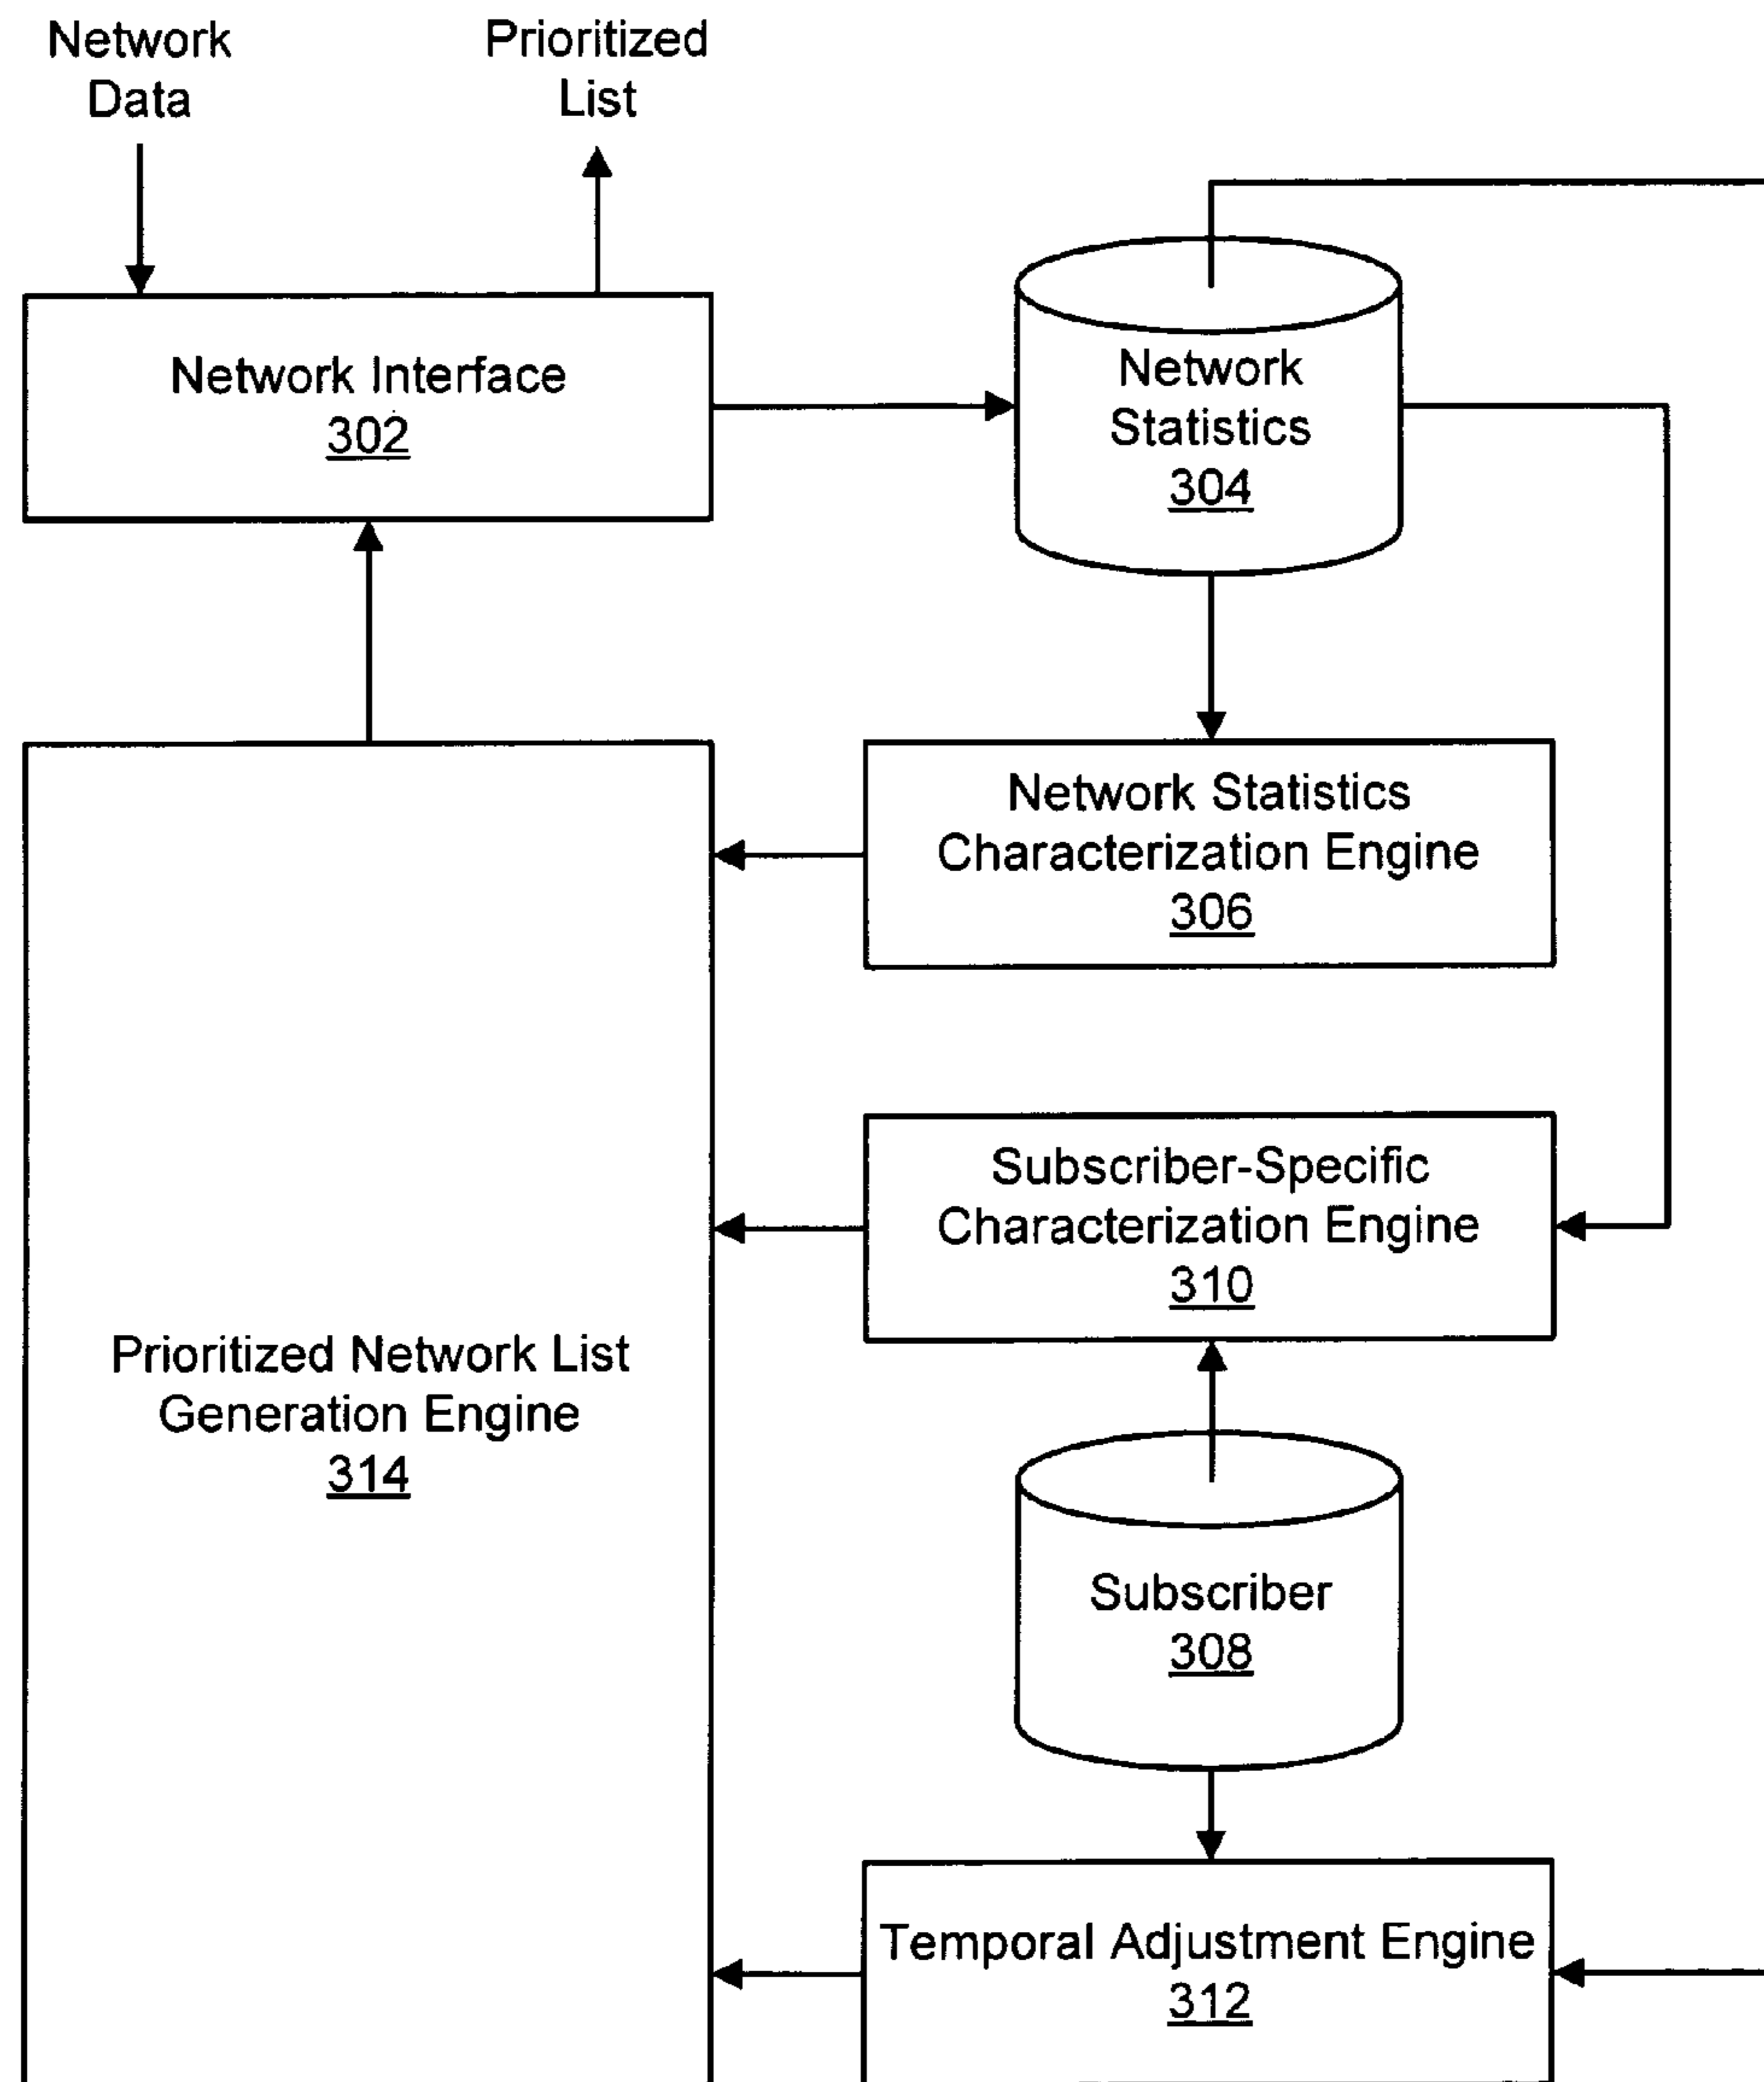 Network
Data
Prioritized
List
Network Interface
302
Network
Statistics
304
Network Statistics
Characterization Engine
306
Subscriber-Specific
Characterization Engine
310
Prioritized Network List
Generation Engine
314
Subscriber
308
Temporal Adjustment Engine
312